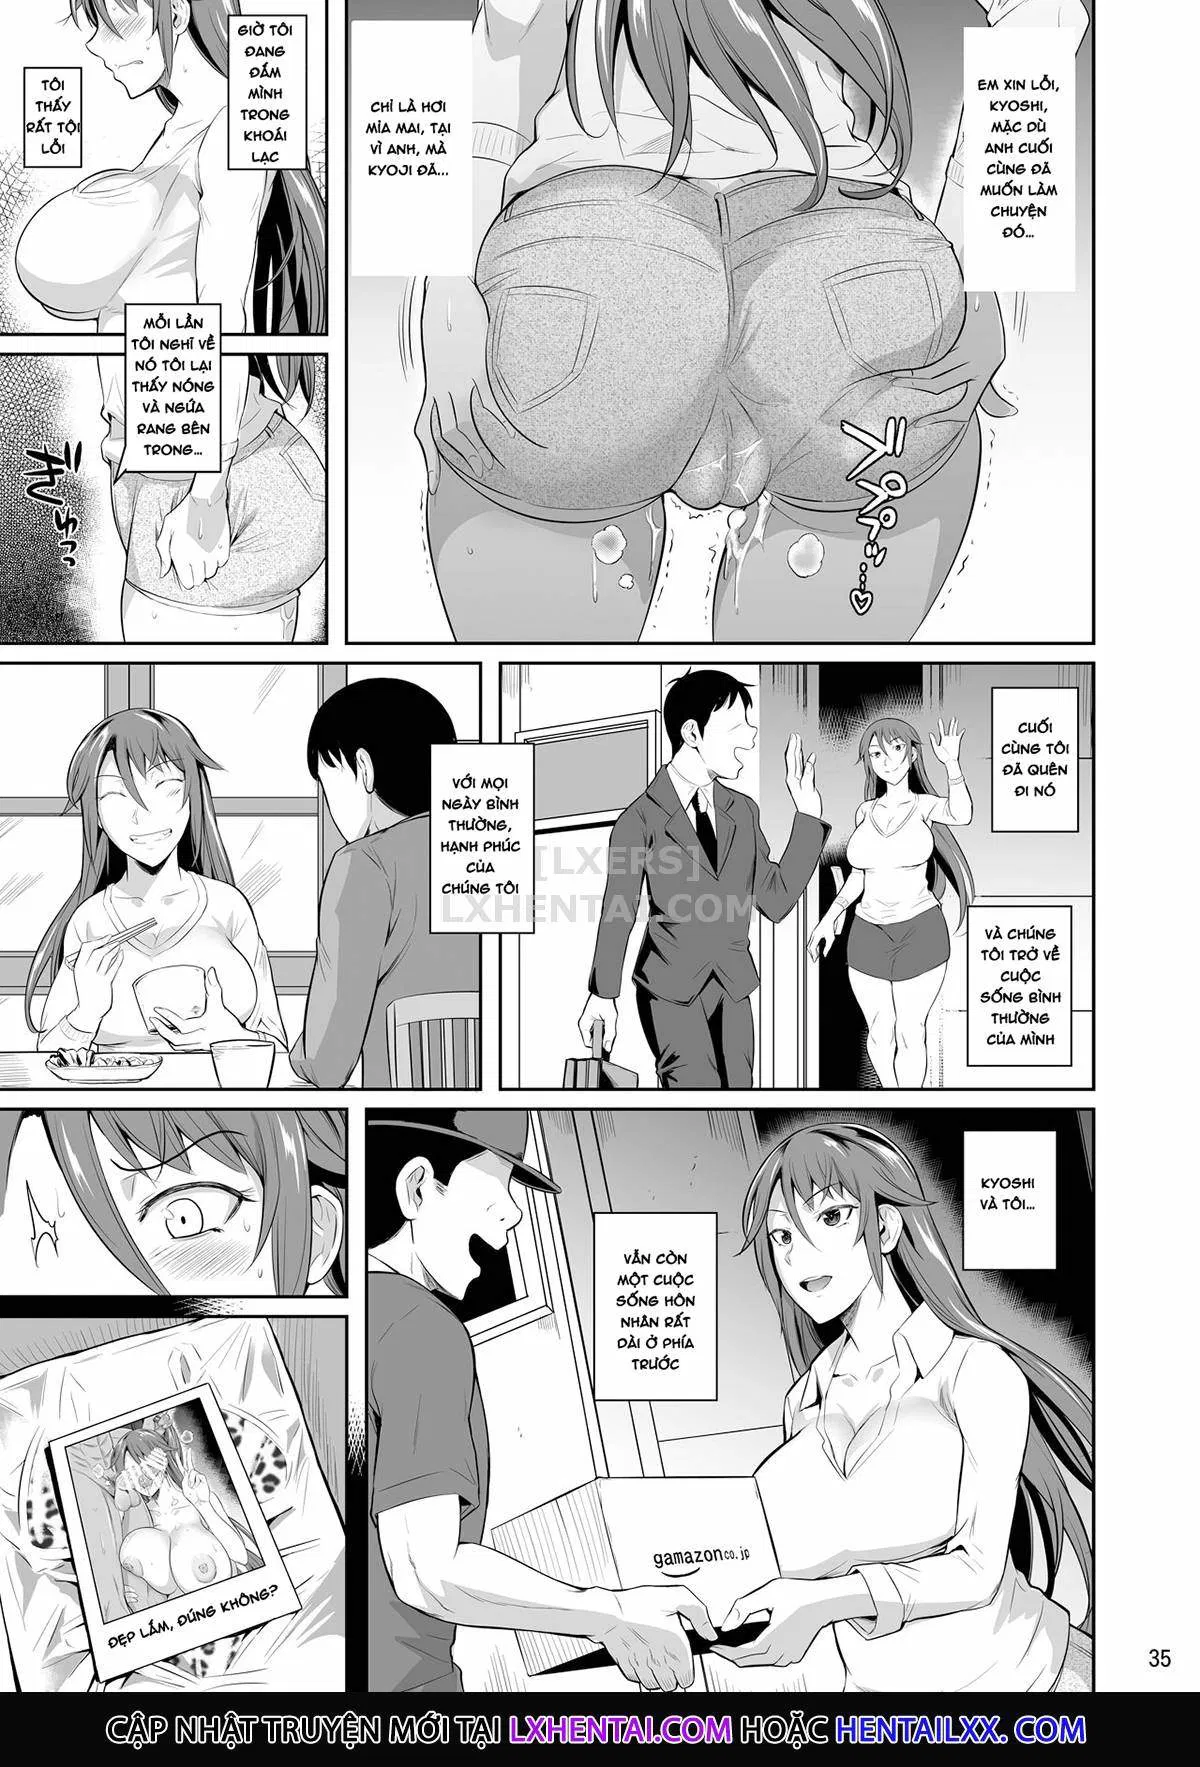 EM XIN LỖI,
KYOSHI,
MẶC DÙ
ANH CUỐI
CÙNG ĐÃ
MUỐN LÀM
CHUYỆN
ĐÓ...
CHỈ LÀ HƠI
MỈA MAI, TẠI
VÌ ANH, MÀ
KYOJI ĐÃ...
GIỜ TÔI
ĐANG
ĐẮM
MÌNH
TRONG
KHOÁI
LẠC
TÔI
THẤY
RẤT TỘI
LỖI
MỖI LẦN
TÔI NGHĨ VỀ
NÓ TÔI LẠI
THẤY NÓNG
VÀ NGỨA
RANG BÊN
TRONG...
ぎゅっ
CUỐI
CÙNG TÔI
ĐÃ QUÊN
ĐI NÓ
VÀ CHÚNG
TÔI TRỞ VỀ
CUỘC
SỐNG BÌNH
THƯỜNG
CỦA MÌNH
VỚI MỌI
NGÀY BÌNH
THƯỜNG,
HẠNH PHÚC
CỦA
CHÚNG TÔI
[LXERS]
LXHENTAI.COM
KYOSHI
VÀ TÔI...
VẪN CÒN
MỘT CUỘC
SỐNG HÔN
NHÂN RẤT
DÀI Ở PHÍA
TRƯỚC
gamazon.co.jp
ĐẸP LẮM, ĐÚNG KHÔNG?
35
CẬP NHẬT TRUYỆN MỚI TẠI LXHENTAI.COM HOẶC HENTAILXX.COM